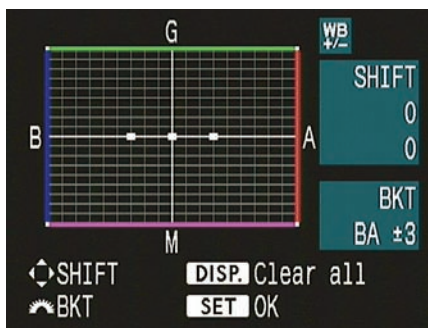 G
WB
+/-
SHIFT
0
0
B
A
BKT
BA ±3
M
SHIFT
DISP. Clear all
BKT
SET OK